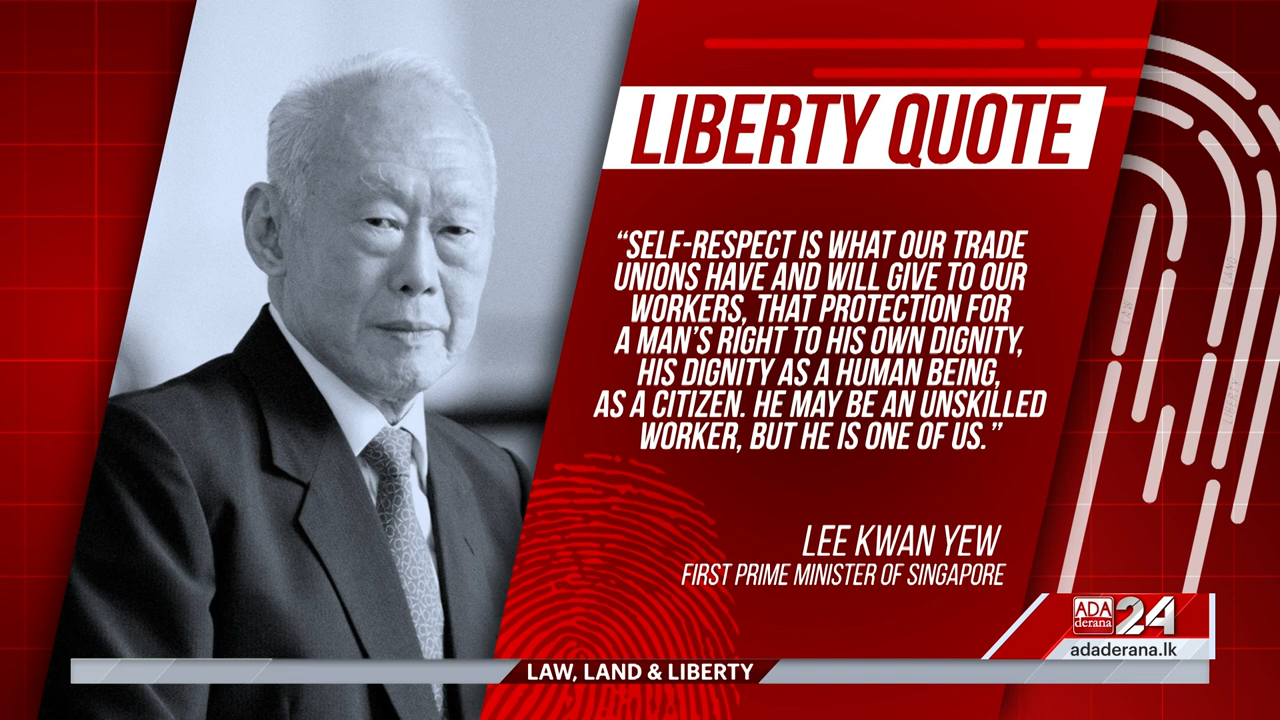 LIBERTY QUOTE
“SELF-RESPECT IS WHAT OUR TRADE
UNIONS HAVE AND WILL GIVE TO OUR
WORKERS, THAT PROTECTION FOR
A MAN’S RIGHT TO HIS OWN DIGNITY,
HIS DIGNITY AS A HUMAN BEING,
AS A CITIZEN. HE MAY BE AN UNSKILLED
WORKER, BUT HE IS ONE OF US.”
LEE KWAN YEW
FIRST PRIME MINISTER OF SINGAPORE
ADA
derana
24
adaderana.lk
LAW, LAND & LIBERTY
LAW
LAND
LIBERTY